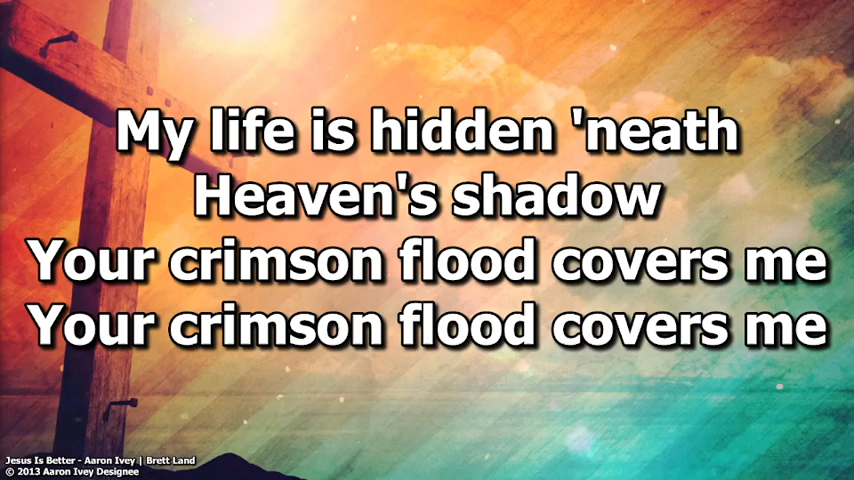 My life is hidden 'neath
Heaven's shadow
Your crimson flood covers me
Your crimson flood covers me
Jesus Is Better - Aaron Ivey | Brett Land
© 2013 Aaron Ivey Designee